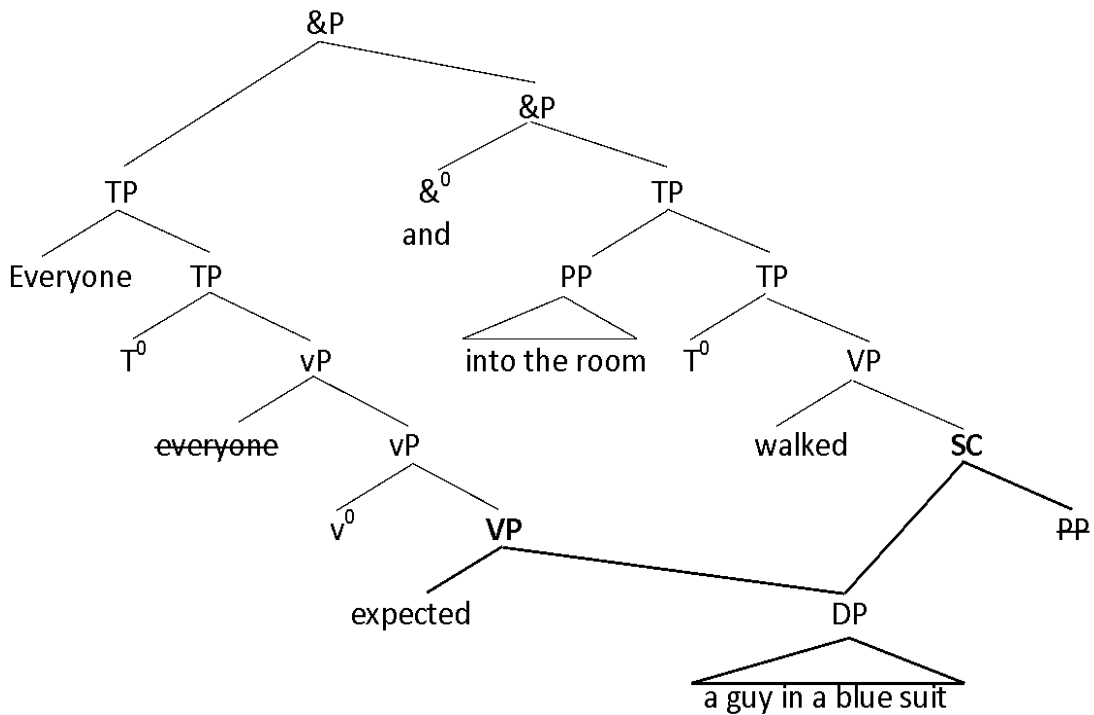 &P
&P
TP &⁰ TP
and
Everyone TP PP TP
T⁰ vP into the room T⁰ VP
everyone vP walked SC
v⁰ VP PP
expected DP
a guy in a blue suit